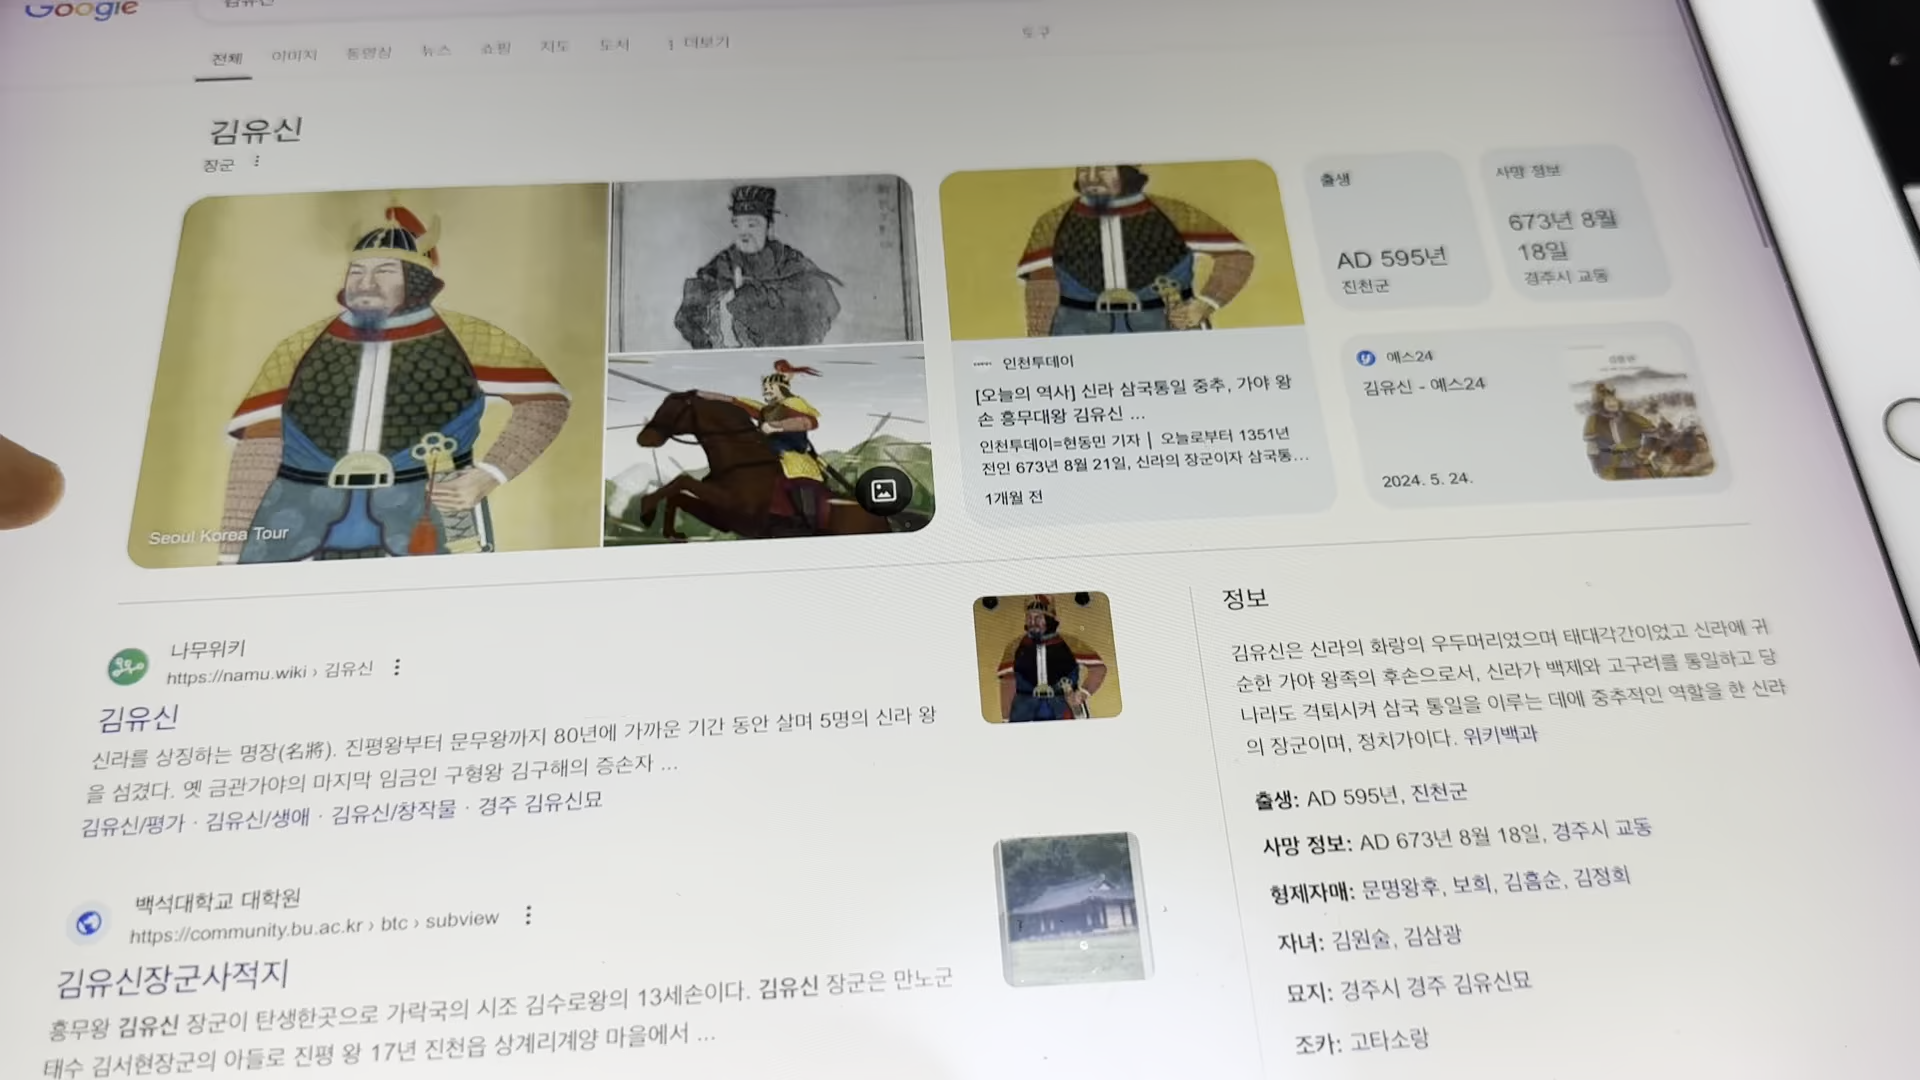 Google
김유신
전체 이미지 동영상 뉴스 쇼핑 지도 도서 더보기 도구
김유신
장군
Seoul Korea Tour
인천투데이
[오늘의 역사] 신라 삼국통일 중추, 가야 왕
손 흥무대왕 김유신 ...
인천투데이=현동민 기자 | 오늘로부터 1351년
전인 673년 8월 21일, 신라의 장군이자 삼국통...
1개월 전
출생
AD 595년
진천군
사망 정보
673년 8월
18일
경주시 교동
예스24
김유신 - 예스24
2024. 5. 24.
나무위키
https://namu.wiki › 김유신
김유신
신라를 상징하는 명장(名將). 진평왕부터 문무왕까지 80년에 가까운 기간 동안 살며 5명의 신라 왕
을 섬겼다. 옛 금관가야의 마지막 임금인 구형왕 김구해의 증손자 ...
김유신/평가 · 김유신/생애 · 김유신/창작물 · 경주 김유신묘
백석대학교 대학원
https://community.bu.ac.kr › btc › subview
김유신장군사적지
흥무왕 김유신 장군이 탄생한곳으로 가락국의 시조 김수로왕의 13세손이다. 김유신 장군은 만노군
태수 김서현장군의 아들로 진평 왕 17년 진천읍 상계리계양 마을에서 ...
정보
김유신은 신라의 화랑의 우두머리였으며 태대각간이었고 신라에 귀
순한 가야 왕족의 후손으로서, 신라가 백제와 고구려를 통일하고 당
나라도 격퇴시켜 삼국 통일을 이루는 데에 중추적인 역할을 한 신라
의 장군이며, 정치가이다. 위키백과
출생: AD 595년, 진천군
사망 정보: AD 673년 8월 18일, 경주시 교동
형제자매: 문명왕후, 보희, 김흠순, 김정희
자녀: 김원술, 김삼광
묘지: 경주시 경주 김유신묘
조카: 고타소랑